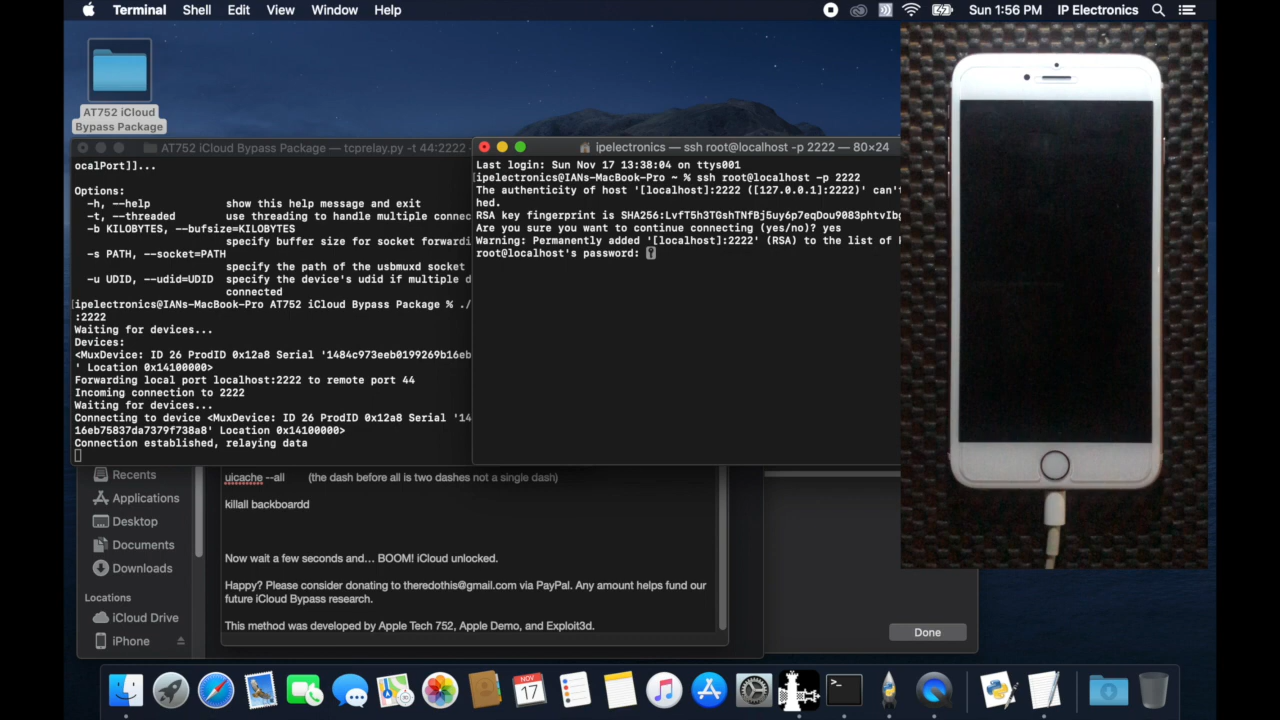 Terminal Shell Edit View Window Help
Sun 1:56 PM IP Electronics
AT752 iCloud
Bypass Package
AT752 iCloud Bypass Package — tcprelay.py -t 44:2222
ocalPort]]...
Options:
-h, --help show this help message and exit
-t, --threaded use threading to handle multiple connec
-b KILOBYTES, --bufsize=KILOBYTES
specify buffer size for socket forwardi
-s PATH, --socket=PATH
specify the path of the usbmuxd socket
-u UDID, --udid=UDID specify the device's udid if multiple d
connected
ipelectronics@IANs-MacBook-Pro AT752 iCloud Bypass Package % ./
:2222
Waiting for devices...
Devices:
<MuxDevice: ID 26 ProdID 0x12a8 Serial '1484c973eeb0199269b16eb
' Location 0x14100000>
Forwarding local port localhost:2222 to remote port 44
Incoming connection to 2222
Waiting for devices...
Connecting to device <MuxDevice: ID 26 ProdID 0x12a8 Serial '14
16eb75837da7379f738a8' Location 0x14100000>
Connection established, relaying data
ssh root@localhost -p 2222 — 80×24
ipelectronics — ssh root@localhost -p 2222 — 80×24
Last login: Sun Nov 17 13:38:04 on ttys001
ipelectronics@IANs-MacBook-Pro ~ % ssh root@localhost -p 2222
The authenticity of host '[localhost]:2222 ([127.0.0.1]:2222)' can't
hed.
RSA key fingerprint is SHA256:LvfT5h3TGshTNfBj5uy6p7eqDou9083phtvIbg
Are you sure you want to continue connecting (yes/no)? yes
Warning: Permanently added '[localhost]:2222' (RSA) to the list of
root@localhost's password:
Recents
Applications
Desktop
Documents
Downloads
Locations
iCloud Drive
iPhone
uicache --all (the dash before all is two dashes not a single dash)
killall backboardd
Now wait a few seconds and... BOOM! iCloud unlocked.
Happy? Please consider donating to theredothis@gmail.com via PayPal. Any amount helps fund our
future iCloud Bypass research.
This method was developed by Apple Tech 752, Apple Demo, and Exploit3d.
Done
NOV
17